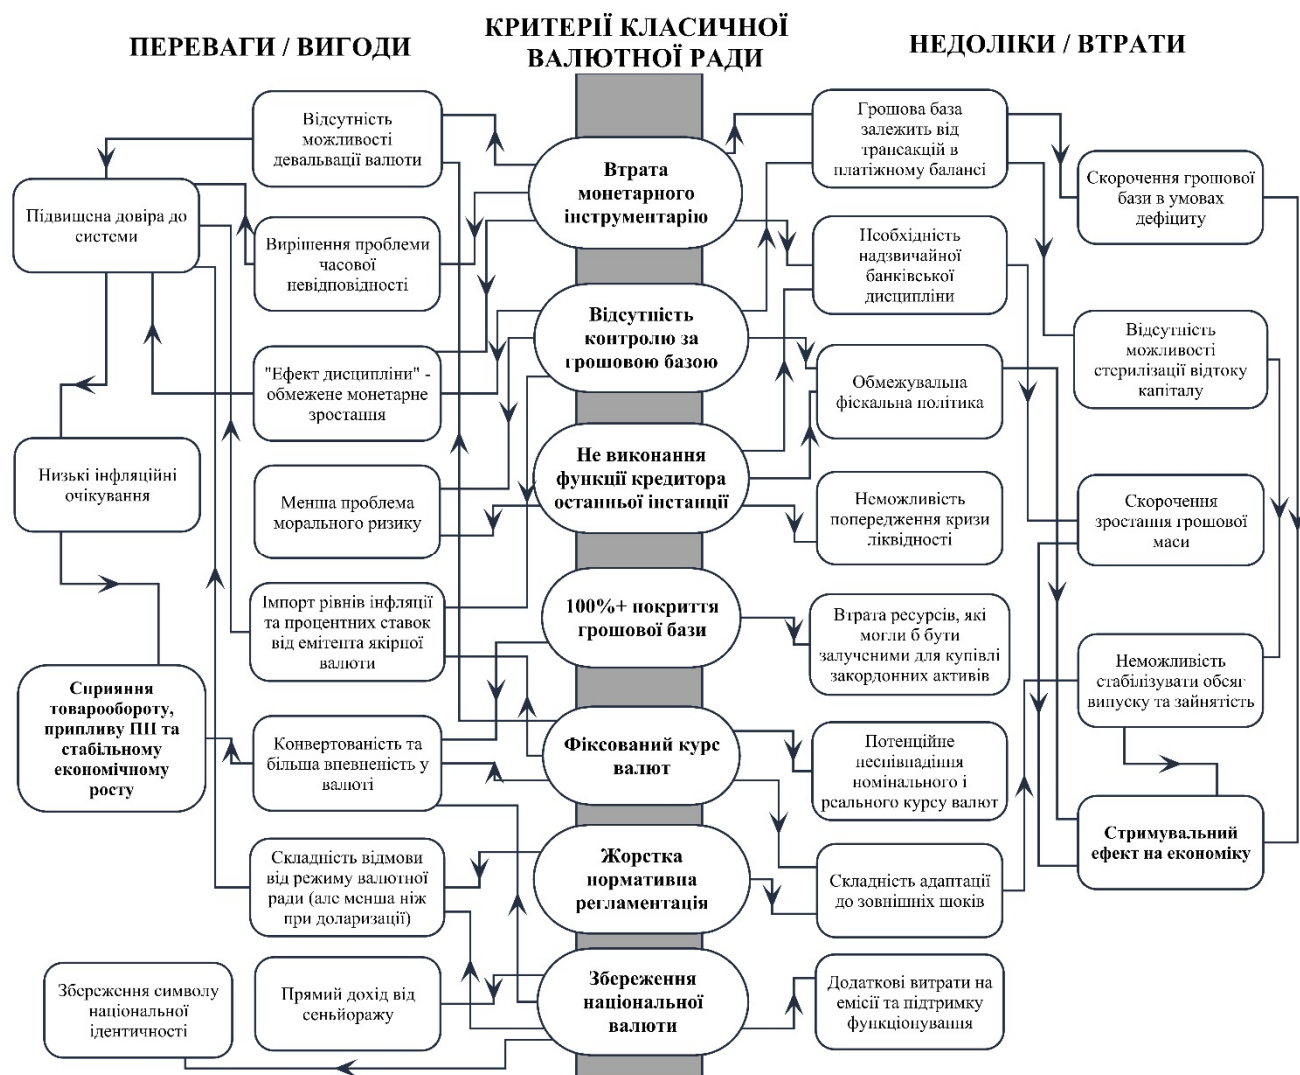 ПЕРЕВАГИ / ВИГОДИ
КРИТЕРІЇ КЛАСИЧНОЇ
ВАЛЮТНОЇ РАДИ
НЕДОЛІКИ / ВТРАТИ
Відсутність
можливості
девальвації валюти
Підвищена довіра до
системи
Вирішення проблеми
часової
невідповідності
"Ефект дисципліни" -
обмежене монетарне
зростання
Низькі інфляційні
очікування
Менша проблема
морального ризику
Імпорт рівнів інфляції
та процентних ставок
від емітента якірної
валюти
Сприяння
товарообороту,
припливу ПІІ та
стабільному
економічному
росту
Конвертованість та
більша впевненість у
валюті
Складність відмови
від режиму валютної
ради (але менша ніж
при доларизації)
Збереження символу
національної
ідентичності
Прямий дохід від
сеньйоражу
Втрата
монетарного
інструментарію
Відсутність
контролю за
грошовою базою
Не виконання
функції кредитора
останньої інстанції
100%+ покриття
грошової бази
Фіксований курс
валют
Жорстка
нормативна
регламентація
Збереження
національної
валюти
Грошова база
залежить від
трансакцій в
платіжному балансі
Скорочення грошової
бази в умовах
дефіциту
Необхідність
надзвичайної
банківської
дисципліни
Відсутність
можливості
стерилізації відтоку
капіталу
Обмежувальна
фіскальна політика
Неможливість
попередження кризи
ліквідності
Скорочення
зростання грошової
маси
Втрата ресурсів, які
могли б бути
залученими для купівлі
закордонних активів
Неможливість
стабілізувати обсяг
випуску та зайнятість
Потенційне
неспівпадіння
номінального і
реального курсу валют
Стримувальний
ефект на економіку
Складність адаптації
до зовнішніх шоків
Додаткові витрати на
емісії та підтримку
функціонування